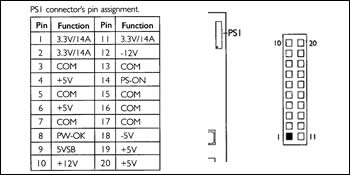 PS1 connector's pin assignment.
Pin Function Pin Function
1 3.3V/14A 11 3.3V/14A
2 3.3V/14A 12 -12V
3 COM 13 COM
4 +5V 14 PS-ON
5 COM 15 COM
6 +5V 16 COM
7 COM 17 COM
8 PW-OK 18 -5V
9 5VSB 19 +5V
10 +12V 20 +5V
PS1
10 20
1 11